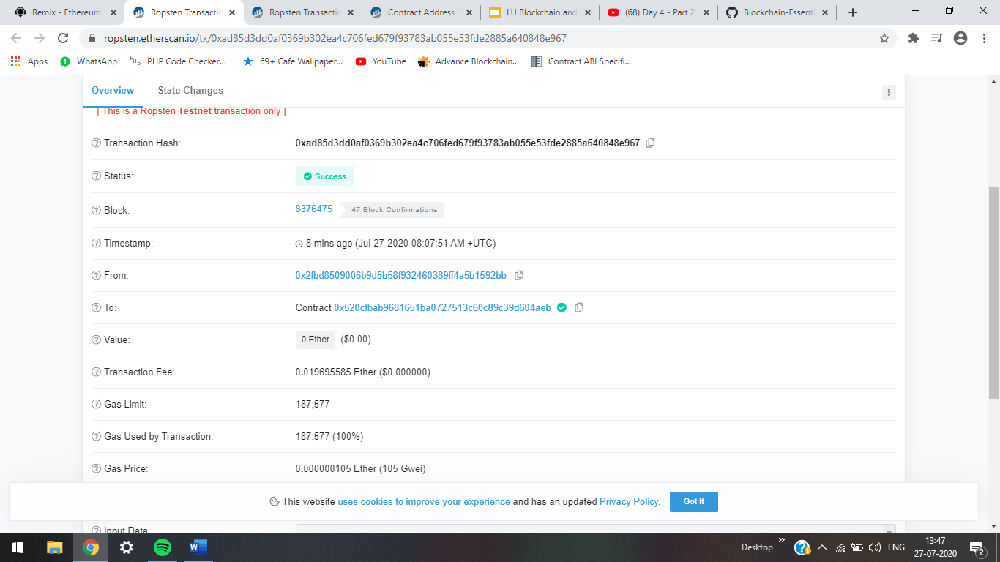 Remix - Ethereum
Ropsten Transactic
Ropsten Transactic
Contract Address
LU Blockchain and
(68) Day 4 - Part 2
Blockchain-Essenti
ropsten.etherscan.io/tx/0xad85d3dd0af0369b302ea4c706fed679f93783ab055e53fde2885a640848e967
Apps
1 WhatsApp
PHP PHP Code Checker...
69+ Cafe Wallpaper...
YouTube
Advance Blockchain...
Contract ABI Specifi...
Overview
State Changes
[ This is a Ropsten Testnet transaction only ]
Transaction Hash: 0xad85d3dd0af0369b302ea4c706fed679f93783ab055e53fde2885a640848e967
Status: Success
Block: 8376475 47 Block Confirmations
Timestamp: 8 mins ago (Jul-27-2020 08:07:51 AM +UTC)
From: 0x2fbd8509006b9d5b58f932460389ff4a5b1592bb
To: Contract 0x520cfbab9681651ba0727513c60c89c39d604aeb
Value: 0 Ether ($0.00)
Transaction Fee: 0.019695585 Ether ($0.000000)
Gas Limit: 187,577
Gas Used by Transaction: 187,577 (100%)
Gas Price: 0.000000105 Ether (105 Gwei)
This website uses cookies to improve your experience and has an updated Privacy Policy. Got It
Input Data:
Desktop
ENG
13:47
27-07-2020
2